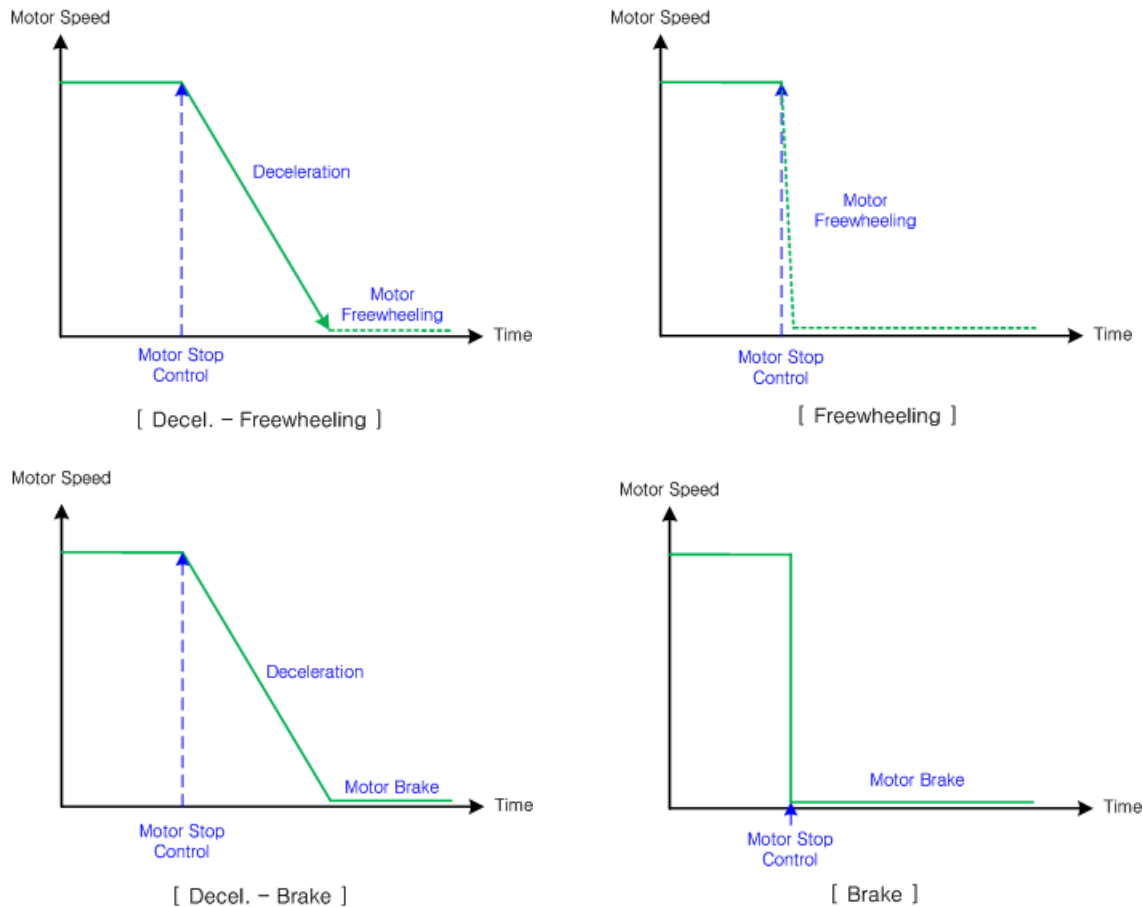 Motor Speed
Deceleration
Motor
Freewheeling
Time
Motor Stop
Control
[ Decel. – Freewheeling ]
Motor Speed
Motor
Freewheeling
Time
Motor Stop
Control
[ Freewheeling ]
Motor Speed
Deceleration
Motor Brake
Time
Motor Stop
Control
[ Decel. – Brake ]
Motor Speed
Motor Brake
Time
Motor Stop
Control
[ Brake ]